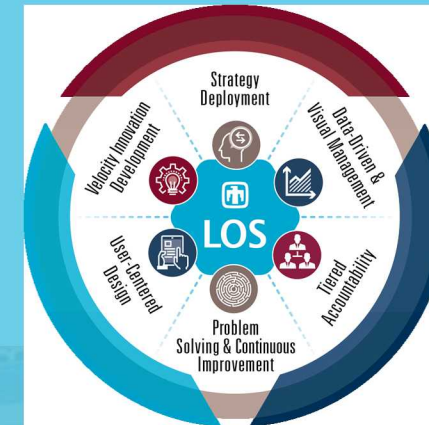 Strategy
Deployment
Data-Driven &
Visual Management
Tiered
Accountability
Problem
Solving & Continuous
Improvement
User-Centered
Design
Velocity Innovation
Development
LOS